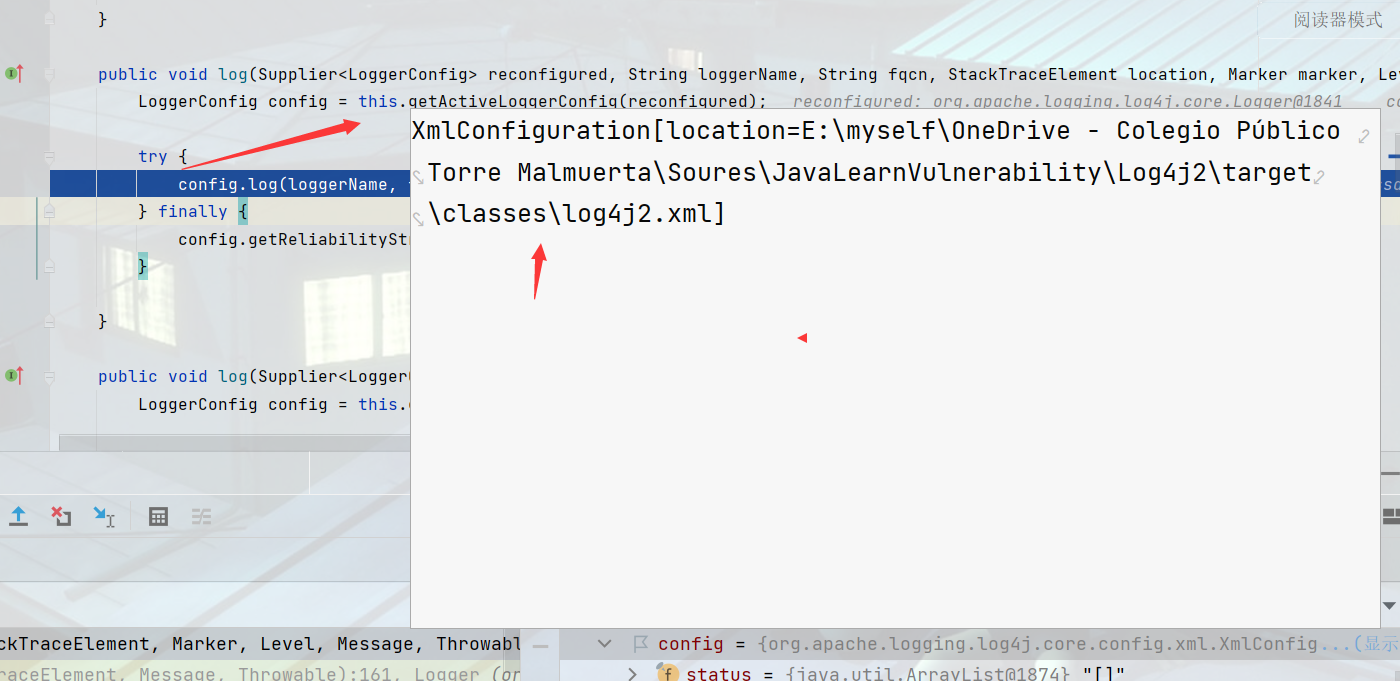 }
阅读器模式
public void log(Supplier<LoggerConfig> reconfigured, String loggerName, String fqcn, StackTraceElement location, Marker marker, Le
LoggerConfig config = this.getActiveLoggerConfig(reconfigured); reconfigured: org.apache.logging.log4j.core.Logger@1841 co
try {
config.log(loggerName,
} finally {
config.getReliabilityStr
}
}
public void log(Supplier<Logger
LoggerConfig config = this.
XmlConfiguration[location=E:\myself\OneDrive - Colegio Público
Torre Malmuerta\Soures\JavaLearnVulnerability\Log4j2\target
\classes\log4j2.xml]
ckTraceElement, Marker, Level, Message, Throwabl
raceElement, Message, Throwable):161, Logger (or
config = {org.apache.logging.log4j.core.config.xml.XmlConfig...(显示
f status = {java.util.ArrayList@1874} "[]"